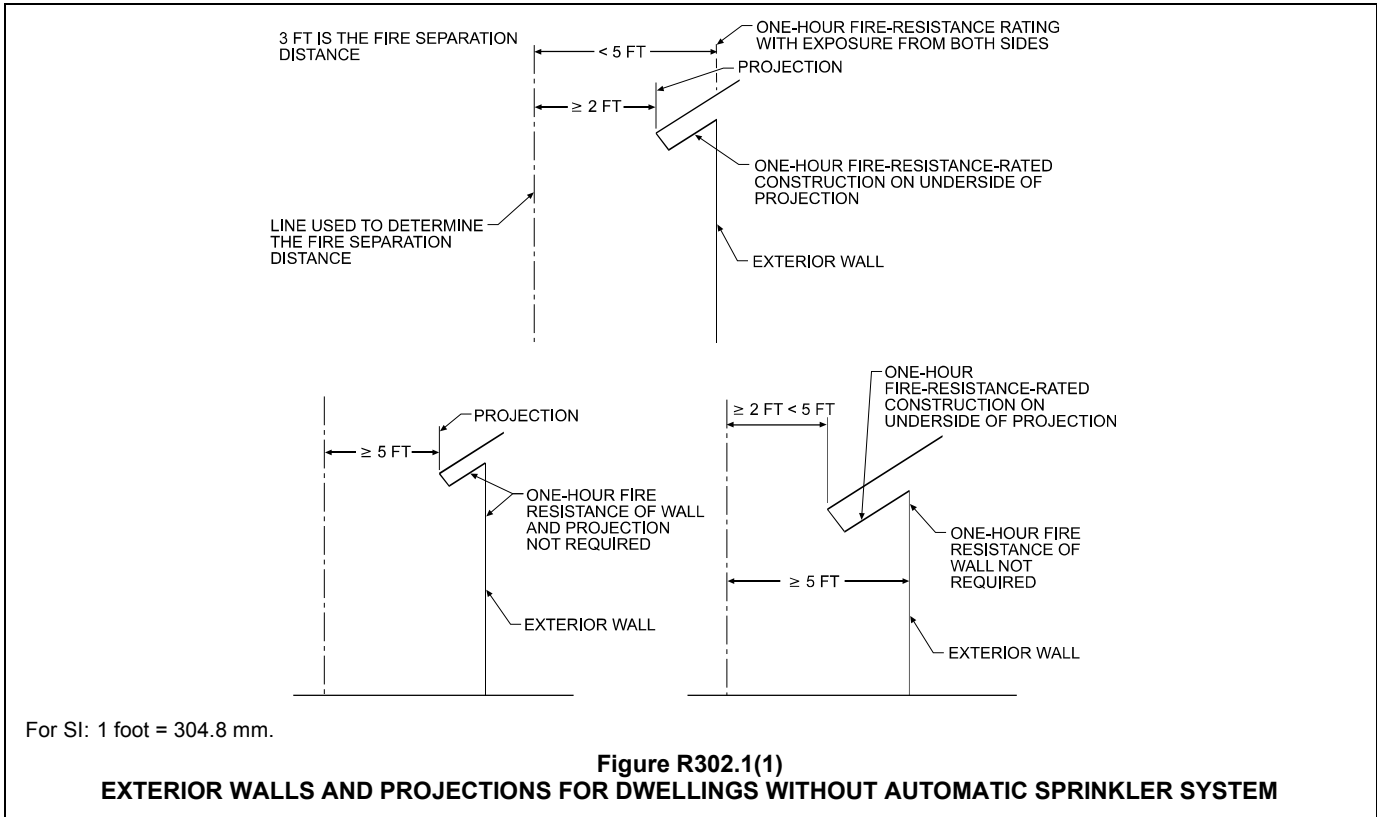 3 FT IS THE FIRE SEPARATION
DISTANCE
< 5 FT
ONE-HOUR FIRE-RESISTANCE RATING
WITH EXPOSURE FROM BOTH SIDES
PROJECTION
≥ 2 FT
ONE-HOUR FIRE-RESISTANCE-RATED
CONSTRUCTION ON UNDERSIDE OF
PROJECTION
LINE USED TO DETERMINE
THE FIRE SEPARATION
DISTANCE
EXTERIOR WALL
PROJECTION
≥ 5 FT
ONE-HOUR FIRE
RESISTANCE OF WALL
AND PROJECTION
NOT REQUIRED
EXTERIOR WALL
ONE-HOUR
FIRE-RESISTANCE-RATED
CONSTRUCTION ON
UNDERSIDE OF PROJECTION
≥ 2 FT < 5 FT
ONE-HOUR FIRE
RESISTANCE OF
WALL NOT
REQUIRED
≥ 5 FT
EXTERIOR WALL
For SI: 1 foot = 304.8 mm.
Figure R302.1(1)
EXTERIOR WALLS AND PROJECTIONS FOR DWELLINGS WITHOUT AUTOMATIC SPRINKLER SYSTEM